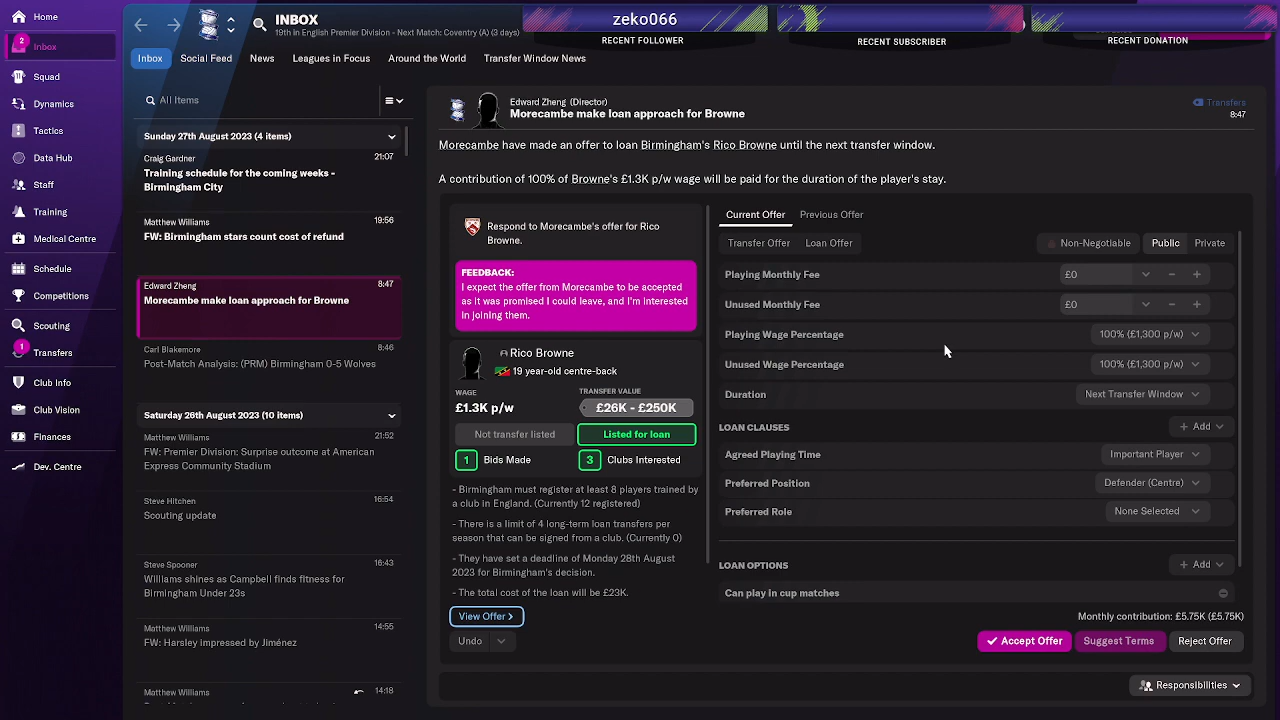 Home
2
Inbox
Squad
Dynamics
Tactics
Data Hub
Staff
Training
Medical Centre
Schedule
Competitions
Scouting
1
Transfers
Club Info
Club Vision
Finances
Dev. Centre
INBOX
19th in English Premier Division - Next Match: Coventry (A) (3 days)
zeko066
RECENT FOLLOWER
RECENT SUBSCRIBER
RECENT DONATION
Inbox
Social Feed
News
Leagues in Focus
Around the World
Transfer Window News
All Items
Sunday 27th August 2023 (4 items)
Craig Gardner
21:07
Training schedule for the coming weeks -
Birmingham City
Matthew Williams
19:56
FW: Birmingham stars count cost of refund
Edward Zheng
8:47
Morecambe make loan approach for Browne
Carl Blakemore
8:46
Post-Match Analysis: (PRM) Birmingham 0-5 Wolves
Saturday 26th August 2023 (10 items)
Matthew Williams
21:52
FW: Premier Division: Surprise outcome at American
Express Community Stadium
Steve Hitchen
16:54
Scouting update
Steve Spooner
16:43
Williams shines as Campbell finds fitness for
Birmingham Under 23s
Matthew Williams
14:55
FW: Harsley impressed by Jiménez
Matthew Williams
14:18
Edward Zheng (Director)
Morecambe make loan approach for Browne
Transfers
8:47
Morecambe have made an offer to loan Birmingham's Rico Browne until the next transfer window.
A contribution of 100% of Browne's £1.3K p/w wage will be paid for the duration of the player's stay.
Respond to Morecambe's offer for Rico
Browne.
FEEDBACK:
I expect the offer from Morecambe to be accepted
as it was promised I could leave, and I'm interested
in joining them.
Rico Browne
19 year-old centre-back
WAGE
£1.3K p/w
TRANSFER VALUE
£26K - £250K
Not transfer listed
Listed for loan
1 Bids Made
3 Clubs Interested
- Birmingham must register at least 8 players trained by
a club in England. (Currently 12 registered)
- There is a limit of 4 long-term loan transfers per
season that can be signed from a club. (Currently 0)
- They have set a deadline of Monday 28th August
2023 for Birmingham's decision.
- The total cost of the loan will be £23K.
View Offer >
Undo
Current Offer
Previous Offer
Transfer Offer
Loan Offer
Non-Negotiable
Public
Private
Playing Monthly Fee
£0
Unused Monthly Fee
£0
Playing Wage Percentage
100% (£1,300 p/w)
Unused Wage Percentage
100% (£1,300 p/w)
Duration
Next Transfer Window
LOAN CLAUSES
+ Add
Agreed Playing Time
Important Player
Preferred Position
Defender (Centre)
Preferred Role
None Selected
LOAN OPTIONS
+ Add
Can play in cup matches
Monthly contribution: £5.75K (£5.75K)
Accept Offer
Suggest Terms
Reject Offer
Responsibilities